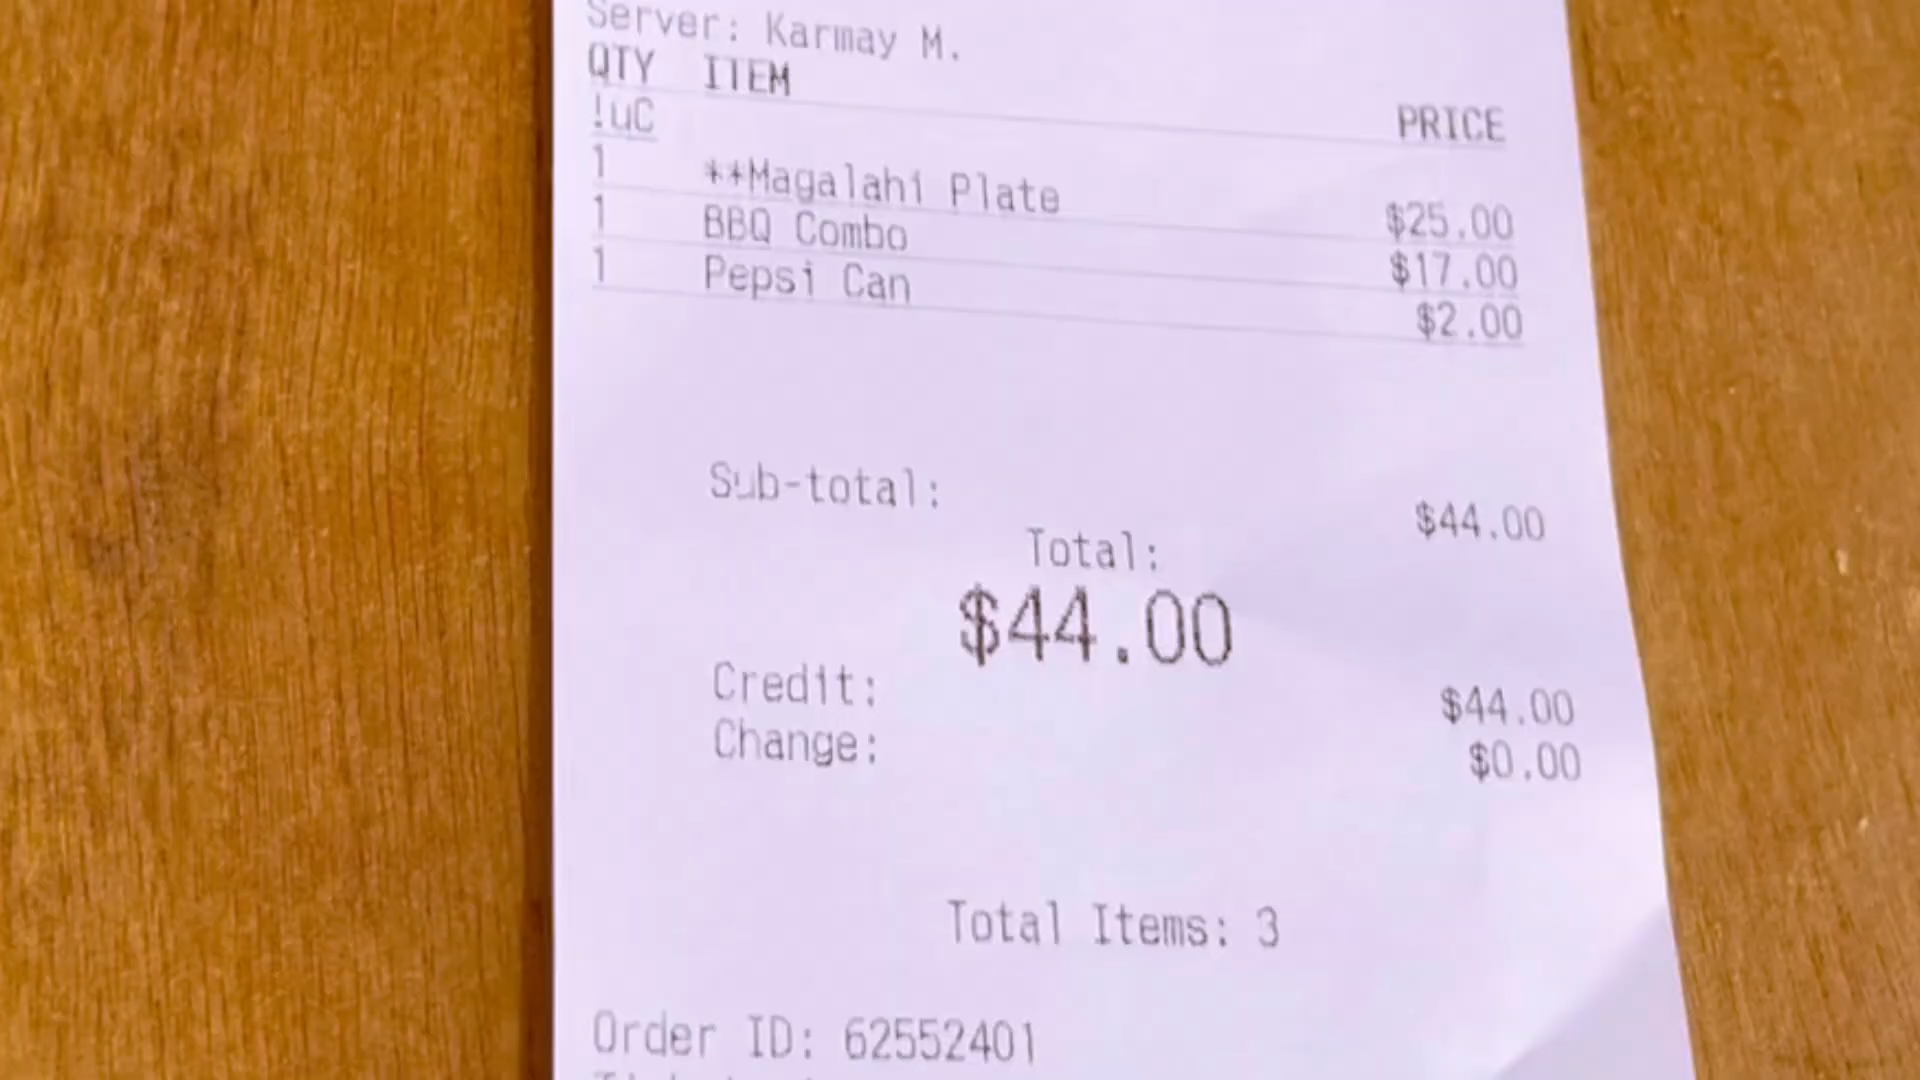 Server: Karmay M.
QTY ITEM PRICE
!uC
1 **Magalahi Plate $25.00
1 BBQ Combo $17.00
1 Pepsi Can $2.00
Sub-total: $44.00
Total:
$44.00
Credit: $44.00
Change: $0.00
Total Items: 3
Order ID: 62552401